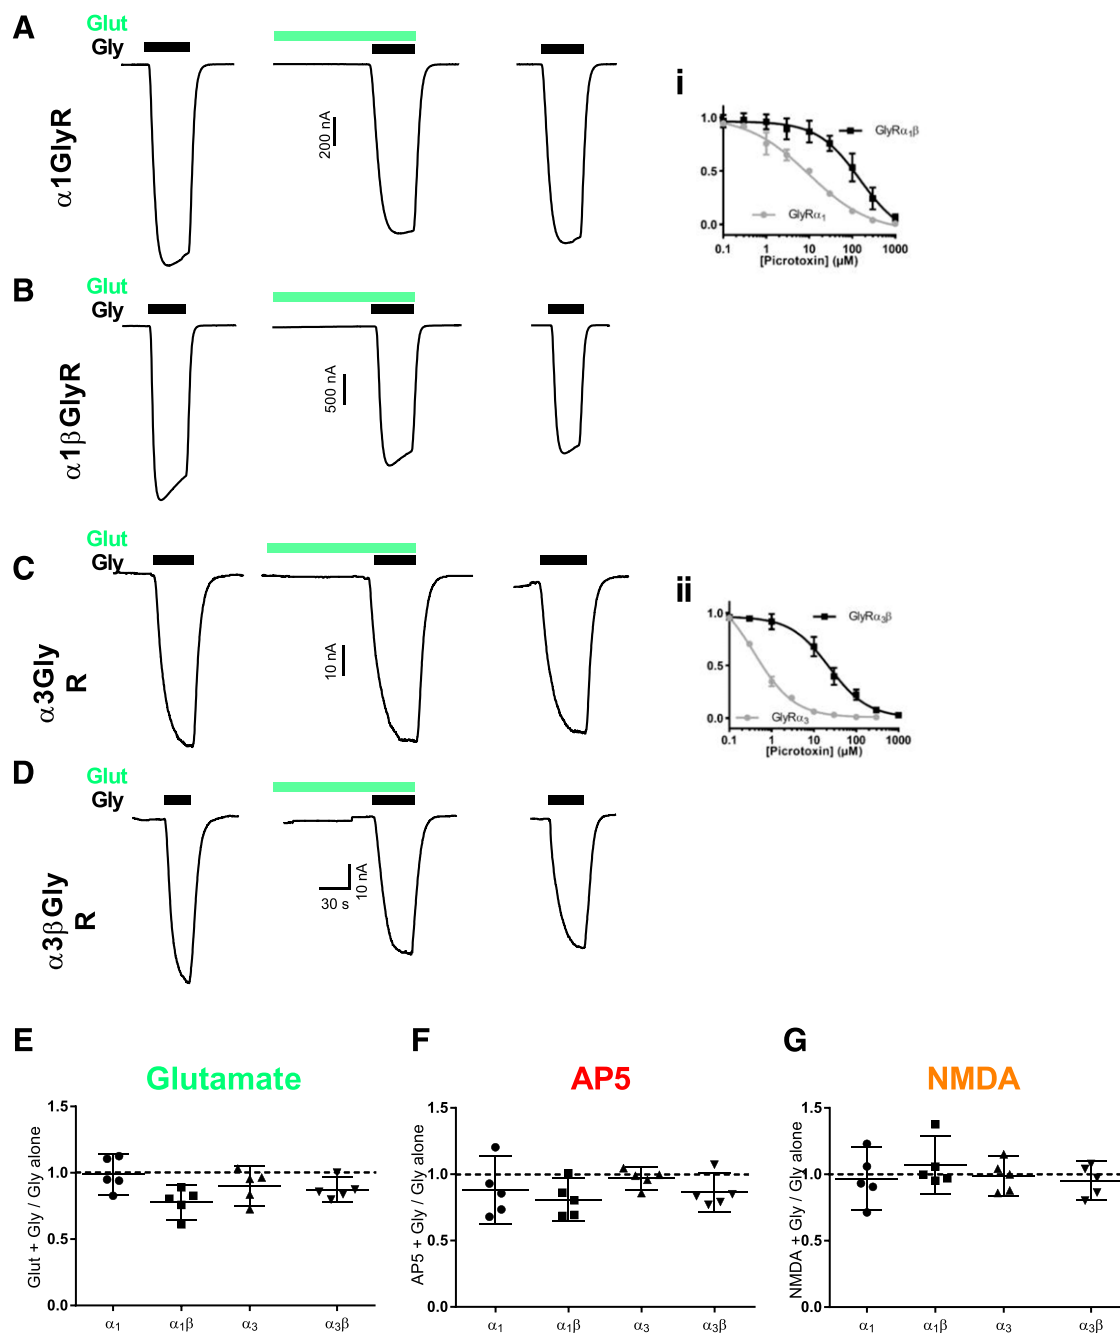 A
Glut
Gly
α1GlyR
200 nA
i
1.0
0.5
0.0
GlyRα1β
GlyRα1
0.1 1 10 100 1000
[Picrotoxin] (µM)
B
Glut
Gly
α1βGlyR
500 nA
C
Glut
Gly
α3Gly
R
10 nA
ii
1.0
0.5
0.0
GlyRα3β
GlyRα3
0.1 1 10 100 1000
[Picrotoxin] (µM)
D
Glut
Gly
α3βGly
R
30 s
10 nA
E
Glutamate
Glut + Gly / Gly alone
1.5
1.0
0.5
0.0
α1 α1β α3 α3β
F
AP5
AP5 + Gly / Gly alone
1.5
1.0
0.5
0.0
α1 α1β α3 α3β
G
NMDA
NMDA + Gly / Gly alone
1.5
1.0
0.5
0.0
α1 α1β α3 α3β